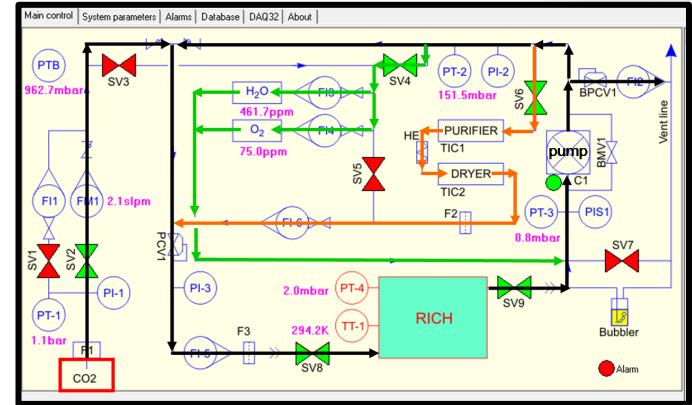 Main control System parameters Alarms Database DAQ32 About
PTB
962.7mbar
SV3
SV4
PT-2
PI-2
151.5mbar
SV6
BPCV1
FI2
Vent line
H2O
FI3
461.7ppm
O2
FI4
75.0ppm
HE
PURIFIER
TIC1
DRYER
TIC2
pump
C1
BMV1
FI1
FM1
2.1slpm
SV5
FI-6
F2
PT-3
PIS1
0.8mbar
SV1
SV2
PCV1
SV7
PI-1
PT-1
1.1bar
PI-3
2.0mbar
PT-4
TT-1
294.2K
RICH
SV9
Bubbler
F1
CO2
FI-5
F3
SV8
Alarm